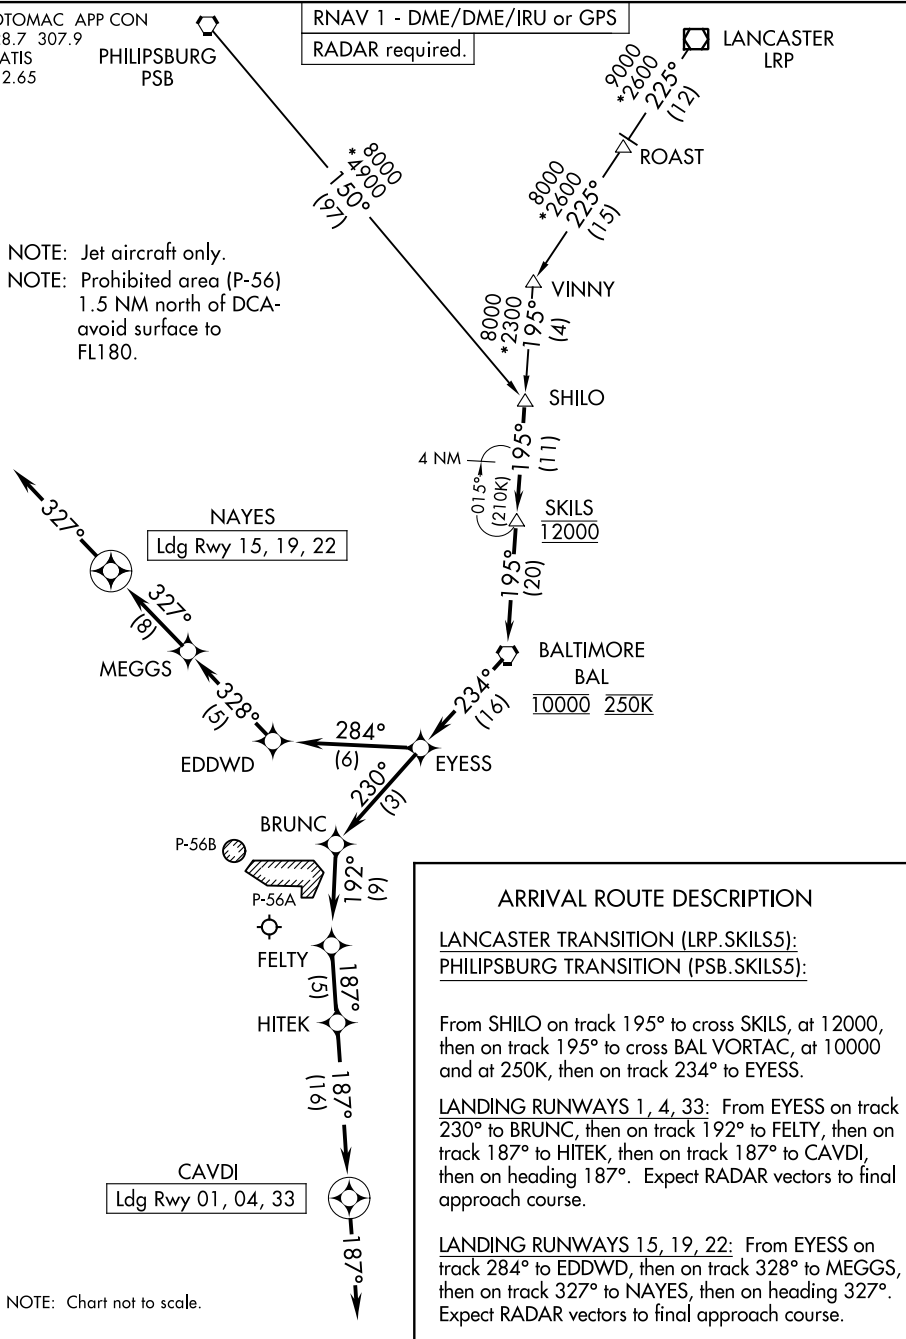 OTOMAC APP CON
8.7 307.9
ATIS
2.65
RNAV 1 - DME/DME/IRU or GPS
RADAR required.
PHILIPSBURG
PSB
LANCASTER
LRP
9000
*2600
225°
(12)
ROAST
8000
*4900
150°
(97)
8000
*2600
225°
(15)
NOTE: Jet aircraft only.
NOTE: Prohibited area (P-56)
1.5 NM north of DCA-
avoid surface to
FL180.
VINNY
8000
*2300
195°
(4)
SHILO
4 NM
015°
(210K)
195°
(11)
SKILS
12000
327°
NAYES
Ldg Rwy 15, 19, 22
195°
(20)
327°
(8)
MEGGS
BALTIMORE
BAL
10000 250K
328°
(5)
234°
(16)
284°
(6)
EDDWD
EYESS
230°
(3)
BRUNC
P-56B
P-56A
192°
(9)
FELTY
187°
(5)
HITEK
187°
(16)
CAVDI
Ldg Rwy 01, 04, 33
187°
NOTE: Chart not to scale.
ARRIVAL ROUTE DESCRIPTION
LANCASTER TRANSITION (LRP.SKILS5):
PHILIPSBURG TRANSITION (PSB.SKILS5):
From SHILO on track 195° to cross SKILS, at 12000,
then on track 195° to cross BAL VORTAC, at 10000
and at 250K, then on track 234° to EYESS.
LANDING RUNWAYS 1, 4, 33: From EYESS on track
230° to BRUNC, then on track 192° to FELTY, then on
track 187° to HITEK, then on track 187° to CAVDI,
then on heading 187°. Expect RADAR vectors to final
approach course.
LANDING RUNWAYS 15, 19, 22: From EYESS on
track 284° to EDDWD, then on track 328° to MEGGS,
then on track 327° to NAYES, then on heading 327°.
Expect RADAR vectors to final approach course.